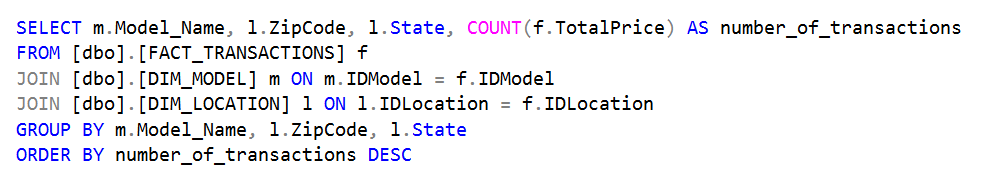 SELECT m.Model_Name, l.ZipCode, l.State, COUNT(f.TotalPrice) AS number_of_transactions
FROM [dbo].[FACT_TRANSACTIONS] f
JOIN [dbo].[DIM_MODEL] m ON m.IDModel = f.IDModel
JOIN [dbo].[DIM_LOCATION] l ON l.IDLocation = f.IDLocation
GROUP BY m.Model_Name, l.ZipCode, l.State
ORDER BY number_of_transactions DESC